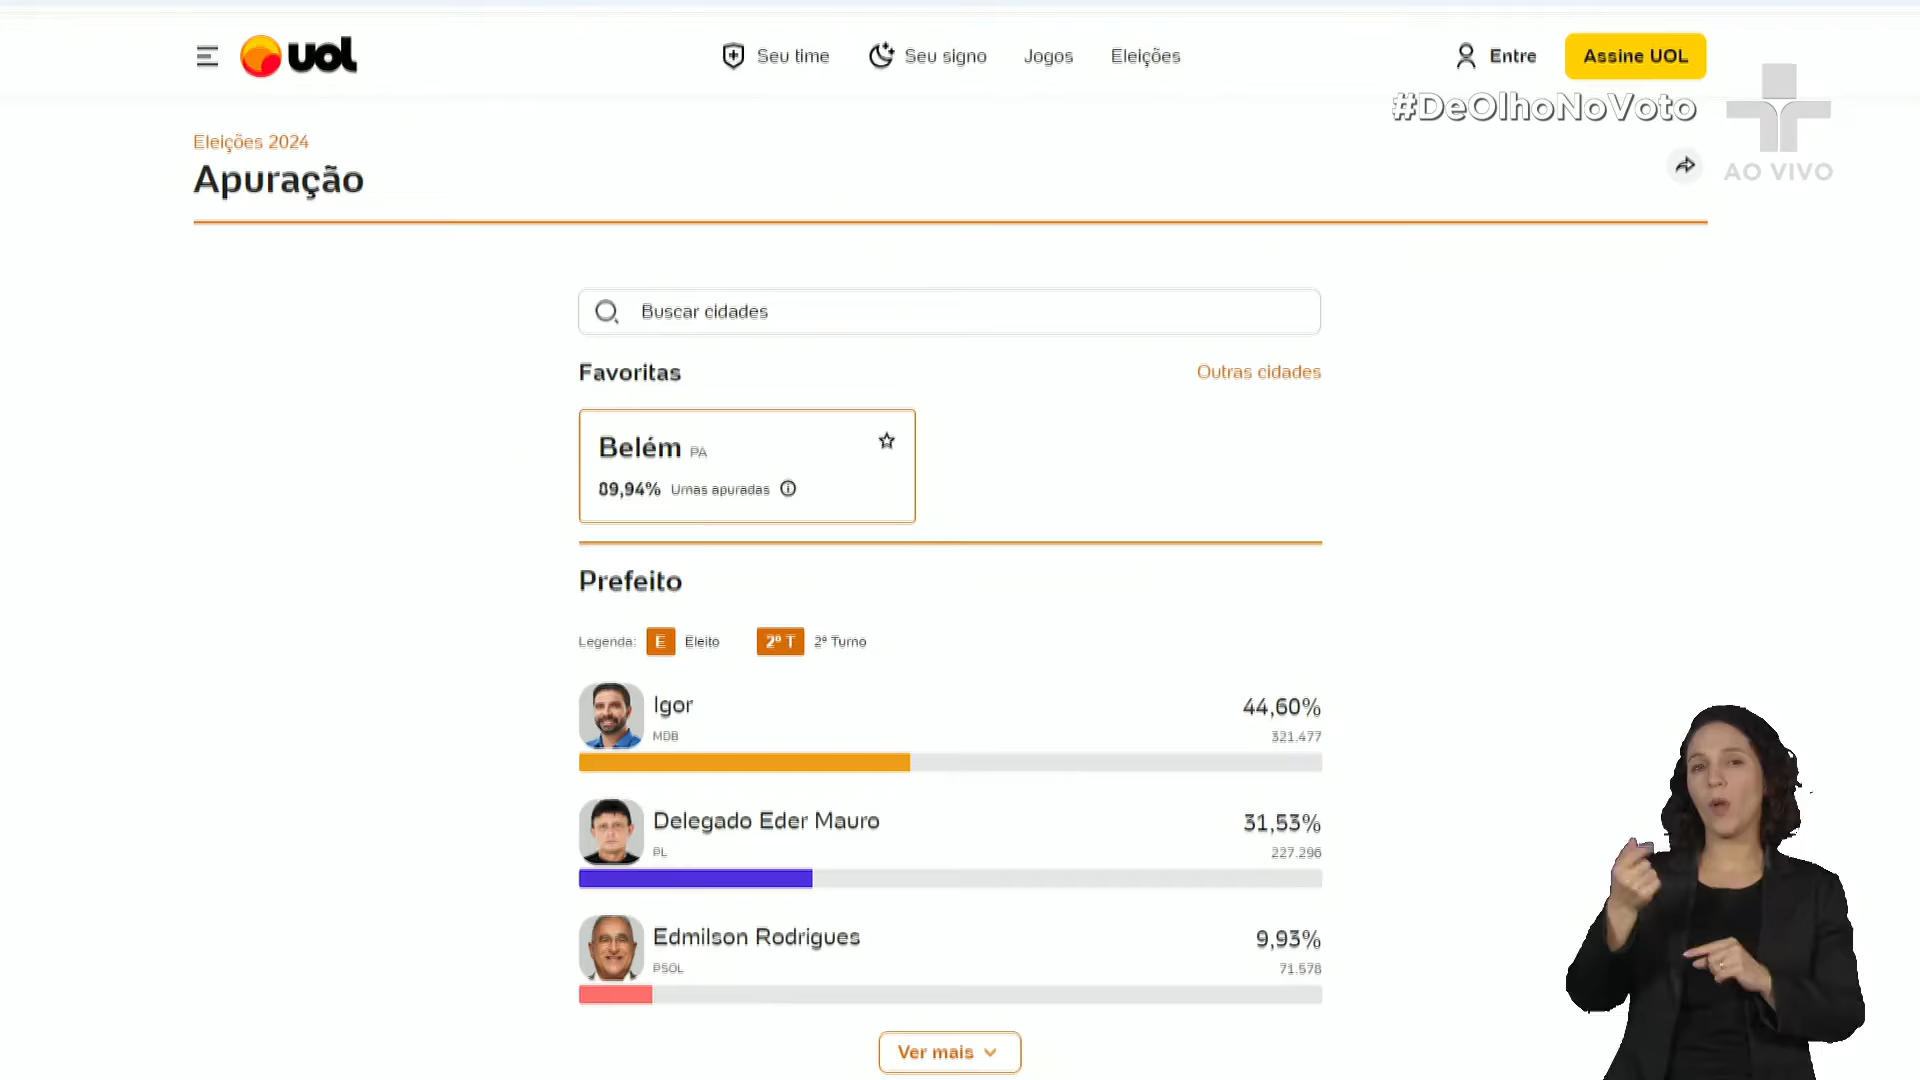 uol
Seu time
Seu signo
Jogos
Eleições
Entre
Assine UOL
#DeOlhoNoVoto
AO VIVO
Eleições 2024
Apuração
Buscar cidades
Favoritas
Outras cidades
Belém PA
89,94% Urnas apuradas
Prefeito
Legenda: E Eleito 2º T 2º Turno
Igor
44,60%
MDB
321.477
Delegado Eder Mauro
31,53%
PL
227.296
Edmilson Rodrigues
9,93%
PSOL
71.578
Ver mais